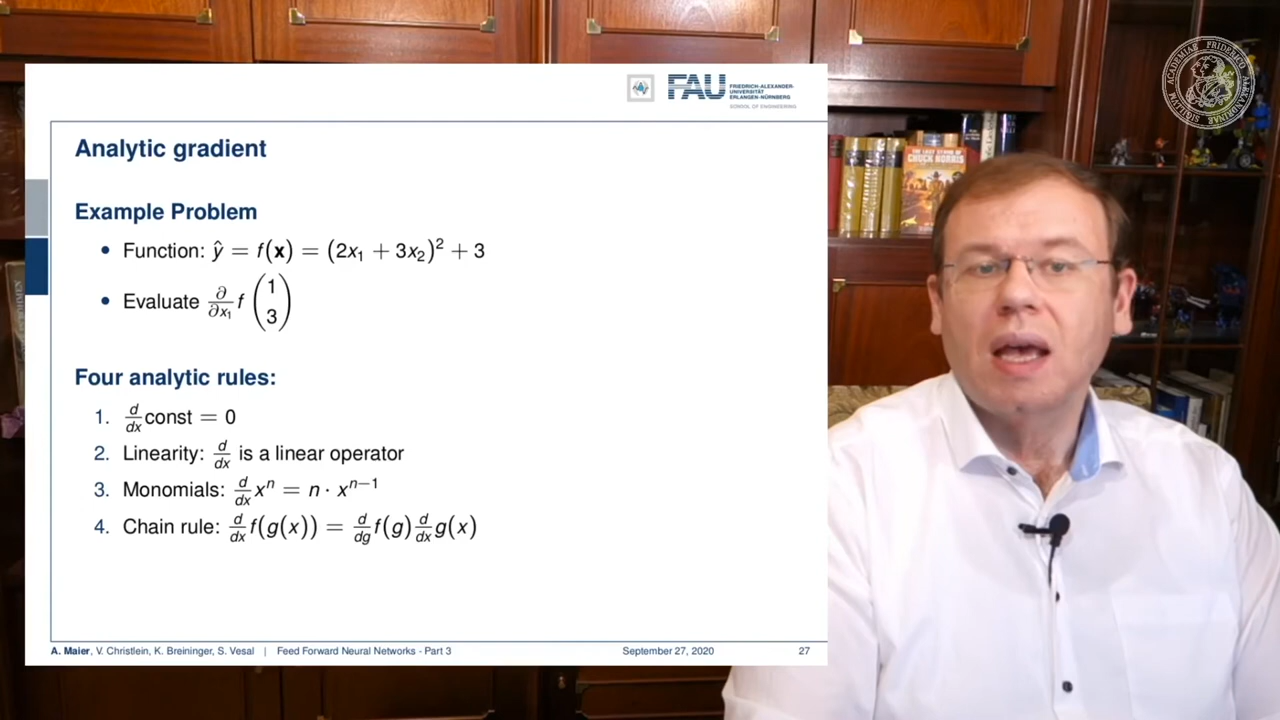 FAU FRIEDRICH-ALEXANDER-
UNIVERSITÄT
ERLANGEN-NÜRNBERG
SCHOOL OF ENGINEERING
Analytic gradient
Example Problem
• Function: ŷ = f(x) = (2x₁ + 3x₂)² + 3
• Evaluate ∂/∂x₁ f (1 3)
Four analytic rules:
1. d/dx const = 0
2. Linearity: d/dx is a linear operator
3. Monomials: d/dx xⁿ = n · xⁿ⁻¹
4. Chain rule: d/dx f(g(x)) = d/dg f(g) d/dx g(x)
A. Maier, V. Christlein, K. Breininger, S. Vesal | Feed Forward Neural Networks - Part 3 September 27, 2020 27
CHUCK NORRIS